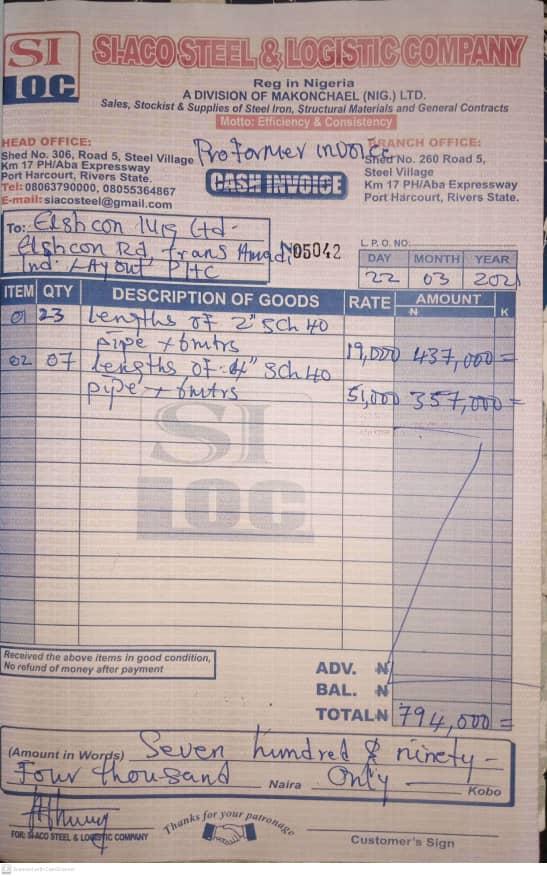 SI
LOC
SI-ACO STEEL & LOGISTIC COMPANY
Reg in Nigeria
A DIVISION OF MAKONCHAEL (NIG.) LTD.
Sales, Stockist & Supplies of Steel Iron, Structural Materials and General Contracts
Motto: Efficiency & Consistency
HEAD OFFICE:
Shed No. 306, Road 5, Steel Village
Km 17 PH/Aba Expressway
Port Harcourt, Rivers State.
Tel: 08063790000, 08055364867
E-mail: siacosteel@gmail.com
Proformer invoice
CASH INVOICE
BRANCH OFFICE:
Shed No. 260 Road 5,
Steel Village
Km 17 PH/Aba Expressway
Port Harcourt, Rivers State.
To: Elshcon Nig Ltd.
Elshcon Rd, Trans Amadi
Ind. Layout PHC
No 05042
L.P.O. NO.
DAY MONTH YEAR
22 03 2021
ITEM QTY DESCRIPTION OF GOODS RATE AMOUNT
₦ K
01 23 Lengths of 2" Sch 40
pipe x 6mtrs 19,000 437,000 =
02 07 Lengths of 4" Sch 40
pipe x 6mtrs 51,000 357,000 =
SI
LOC
Received the above items in good condition,
No refund of money after payment
ADV. ₦
BAL. ₦
TOTAL ₦ 794,000 =
(Amount in Words) Seven hundred & ninety-
Four thousand Naira Only Kobo
FOR: SI-ACO STEEL & LOGISTIC COMPANY
Thanks for your patronage
Customer's Sign
Scanned with CamScanner